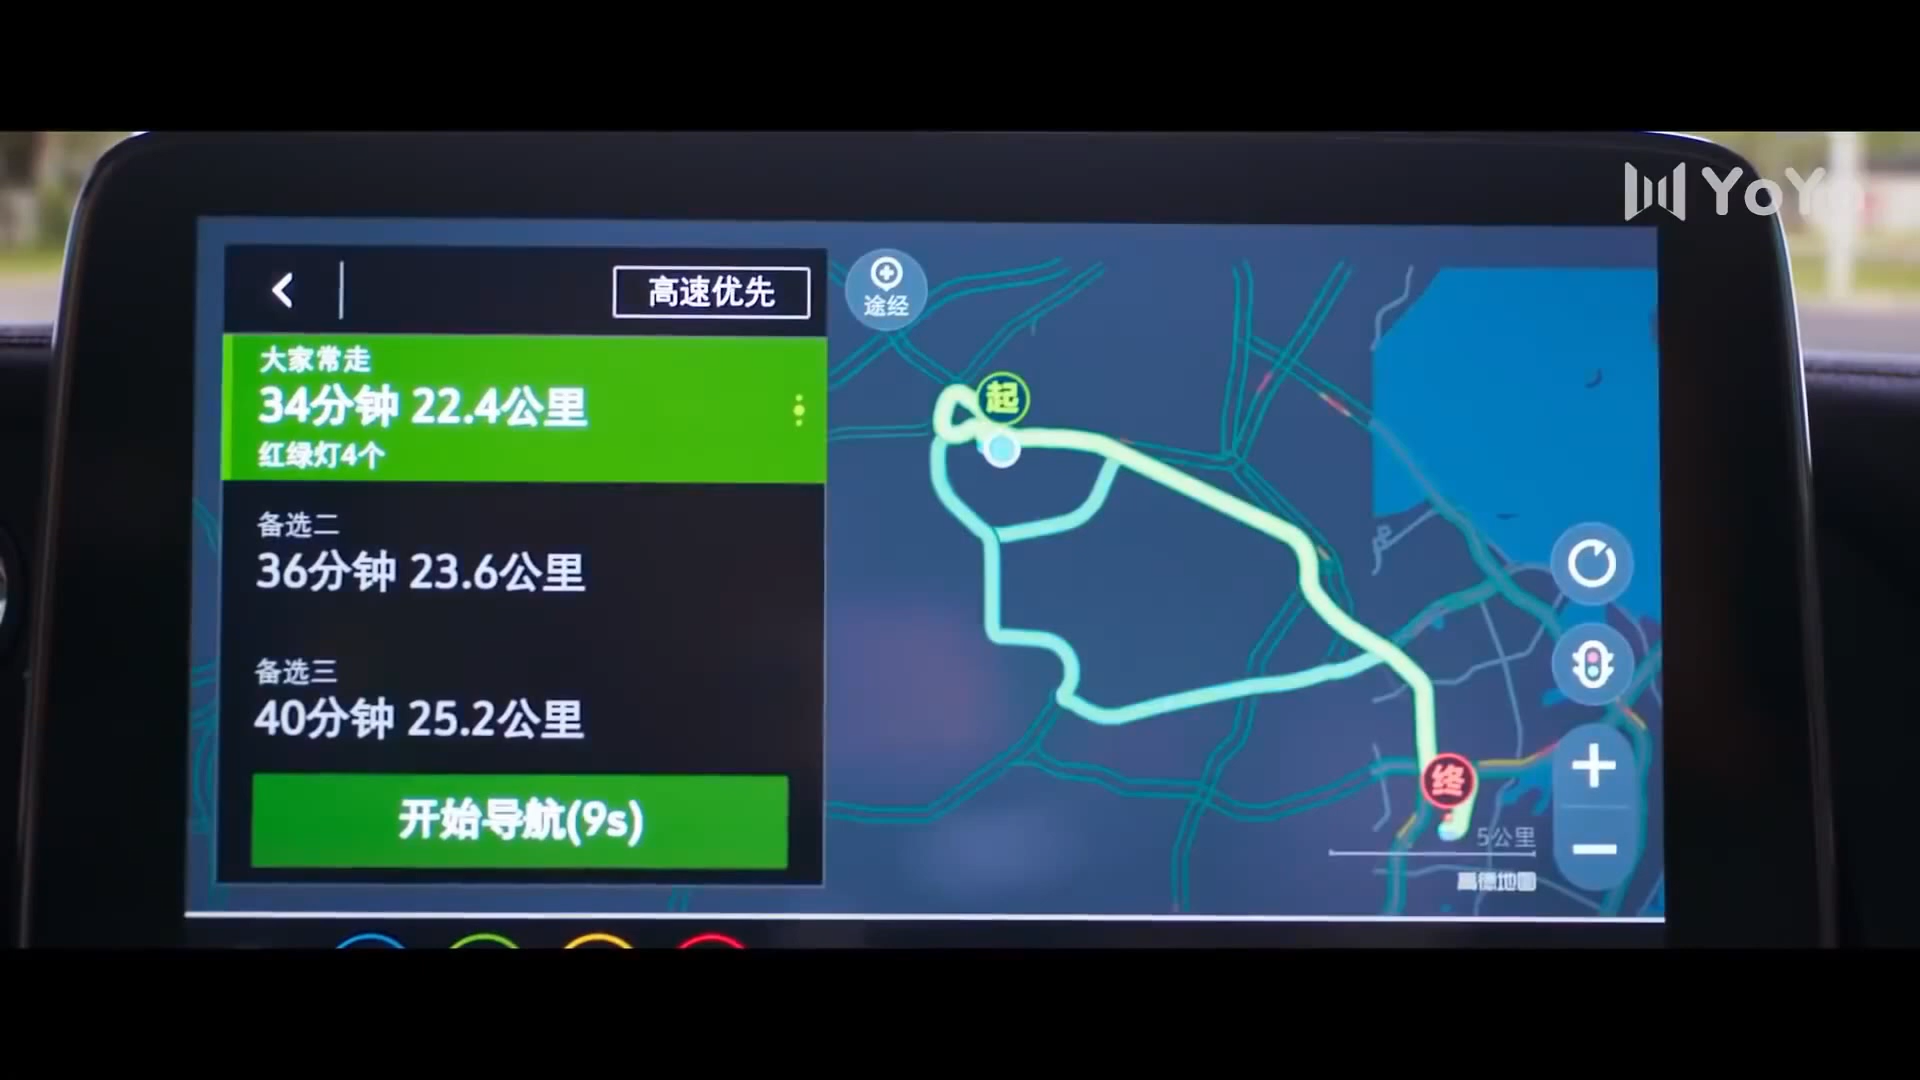 YoYo
高速优先
途经
大家常走
34分钟 22.4公里
红绿灯4个
备选二
36分钟 23.6公里
备选三
40分钟 25.2公里
开始导航(9s)
起
终
5公里
高德地图